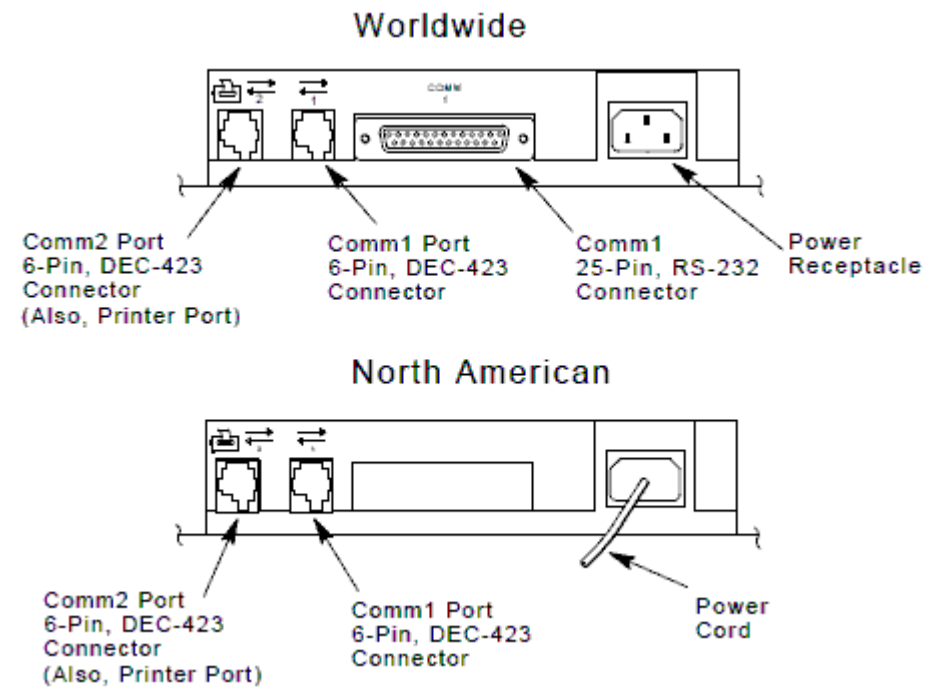 Worldwide
2
1
COMM
1
Comm2 Port
6-Pin, DEC-423
Connector
(Also, Printer Port)
Comm1 Port
6-Pin, DEC-423
Connector
Comm1
25-Pin, RS-232
Connector
Power
Receptacle
North American
Comm2 Port
6-Pin, DEC-423
Connector
(Also, Printer Port)
Comm1 Port
6-Pin, DEC-423
Connector
Power
Cord